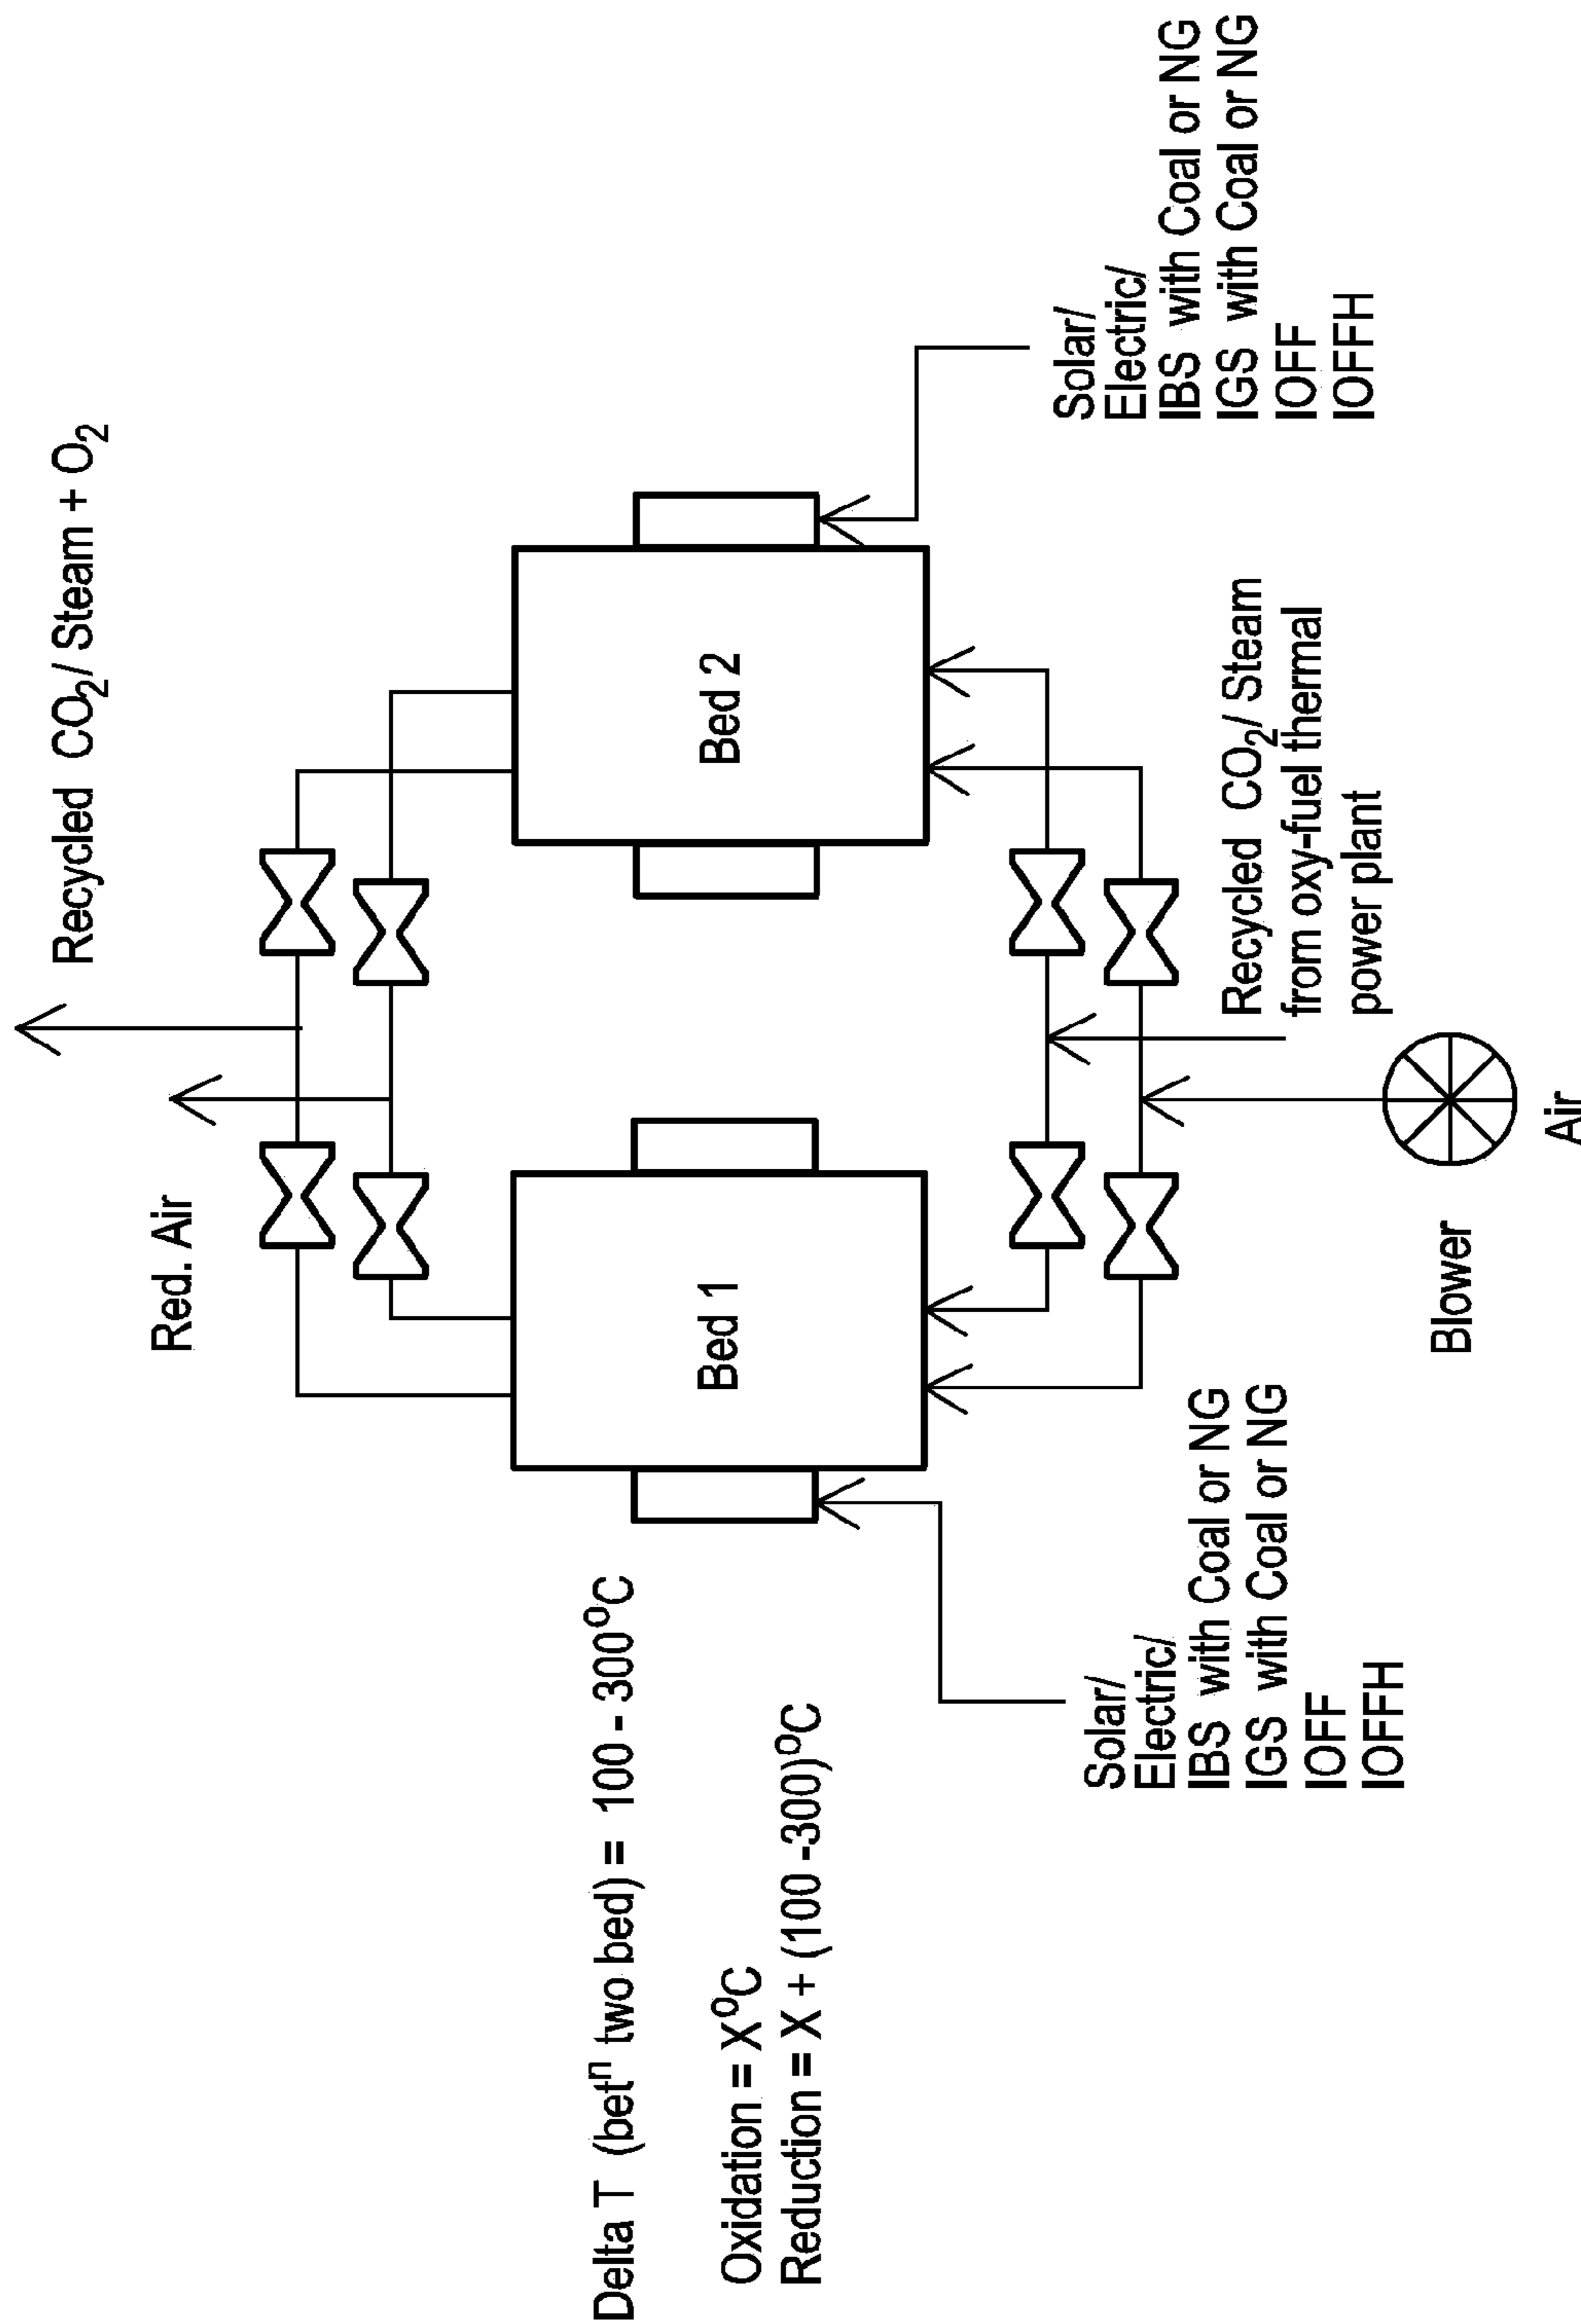 Recycled CO2/ Steam + O2
Red. Air
Delta T (betn two bed) = 100 - 300oC
Oxidation = XoC
Reduction = X + (100 -300)oC
Bed 1
Bed 2
Solar/
Electric/
IBS with Coal or NG
IGS with Coal or NG
IOFF
IOFFH
Solar/
Electric/
IBS with Coal or NG
IGS with Coal or NG
IOFF
IOFFH
Recycled CO2/ Steam
from oxy-fuel thermal
power plant
Blower
Air